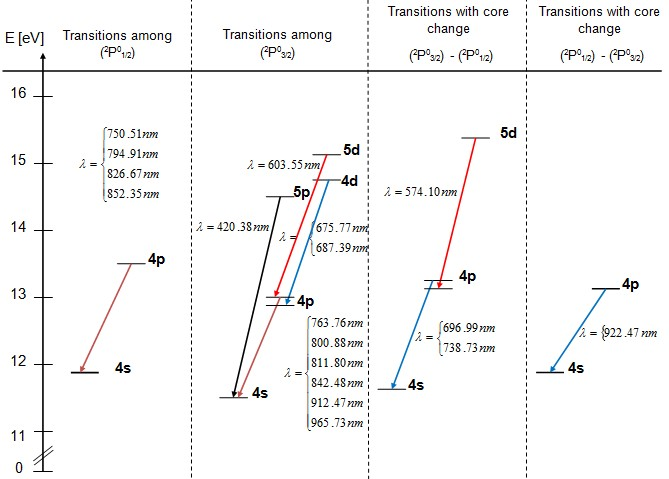 E [eV]
Transitions among
(²P⁰1/2)
Transitions among
(²P⁰3/2)
Transitions with core
change
(²P⁰3/2) - (²P⁰1/2)
Transitions with core
change
(²P⁰1/2) - (²P⁰3/2)
16
15
14
13
12
11
0
λ = { 750.51nm
794.91nm
826.67nm
852.35nm
4p
4s
5d
λ = 603.55nm
4d
5p
λ = 420.38nm
λ = { 675.77nm
687.39nm
4p
4s
λ = { 763.76nm
800.88nm
811.80nm
842.48nm
912.47nm
965.73nm
5d
λ = 574.10nm
4p
4s
λ = { 696.99nm
738.73nm
4p
4s
λ = {922.47nm